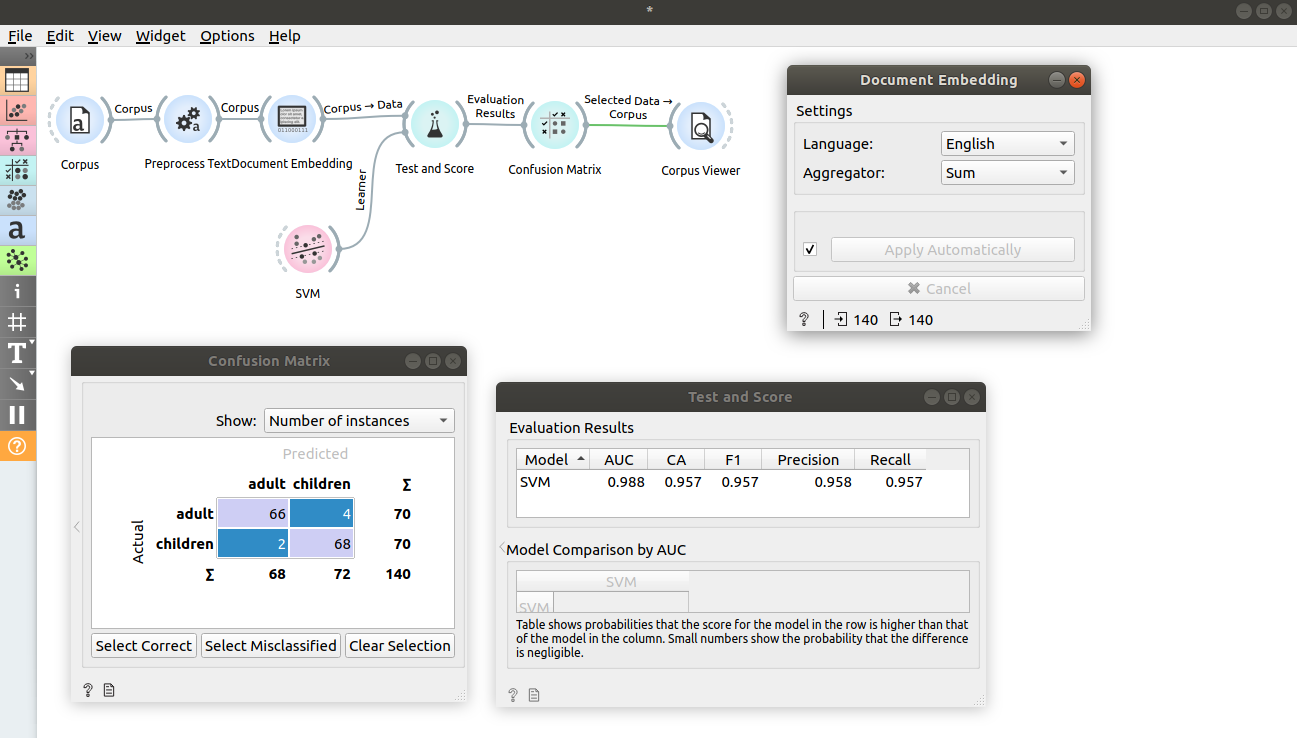 *
File Edit View Widget Options Help
Corpus
Corpus
Corpus → Data
Evaluation
Results
Selected Data →
Corpus
Corpus
Preprocess Text
Document Embedding
Test and Score
Confusion Matrix
Corpus Viewer
Learner
SVM
Document Embedding
Settings
Language: English
Aggregator: Sum
Apply Automatically
Cancel
? 140 140
Confusion Matrix
Show: Number of instances
Predicted
adult children Σ
Actual
adult 66 4 70
children 2 68 70
Σ 68 72 140
Select Correct Select Misclassified Clear Selection
?
Test and Score
Evaluation Results
Model AUC CA F1 Precision Recall
SVM 0.988 0.957 0.957 0.958 0.957
Model Comparison by AUC
SVM
SVM
Table shows probabilities that the score for the model in the row is higher than that
of the model in the column. Small numbers show the probability that the difference
is negligible.
?